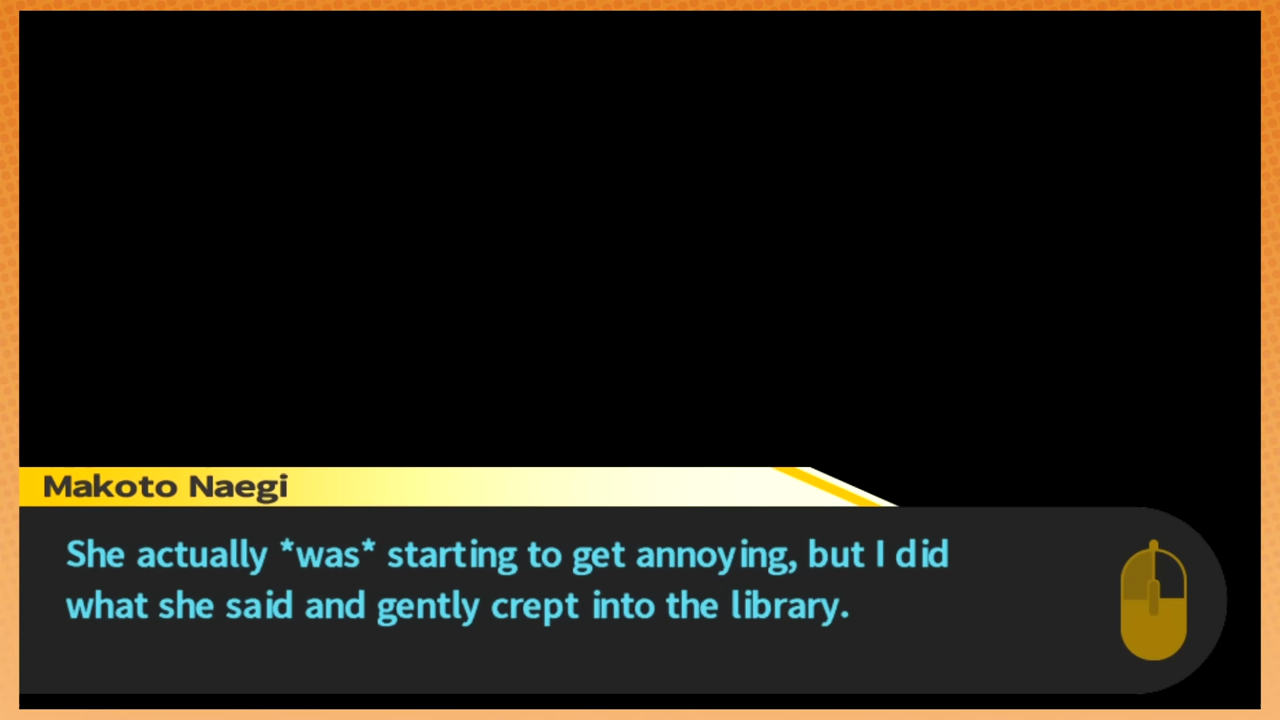 Makoto Naegi
She actually *was* starting to get annoying, but I did
what she said and gently crept into the library.